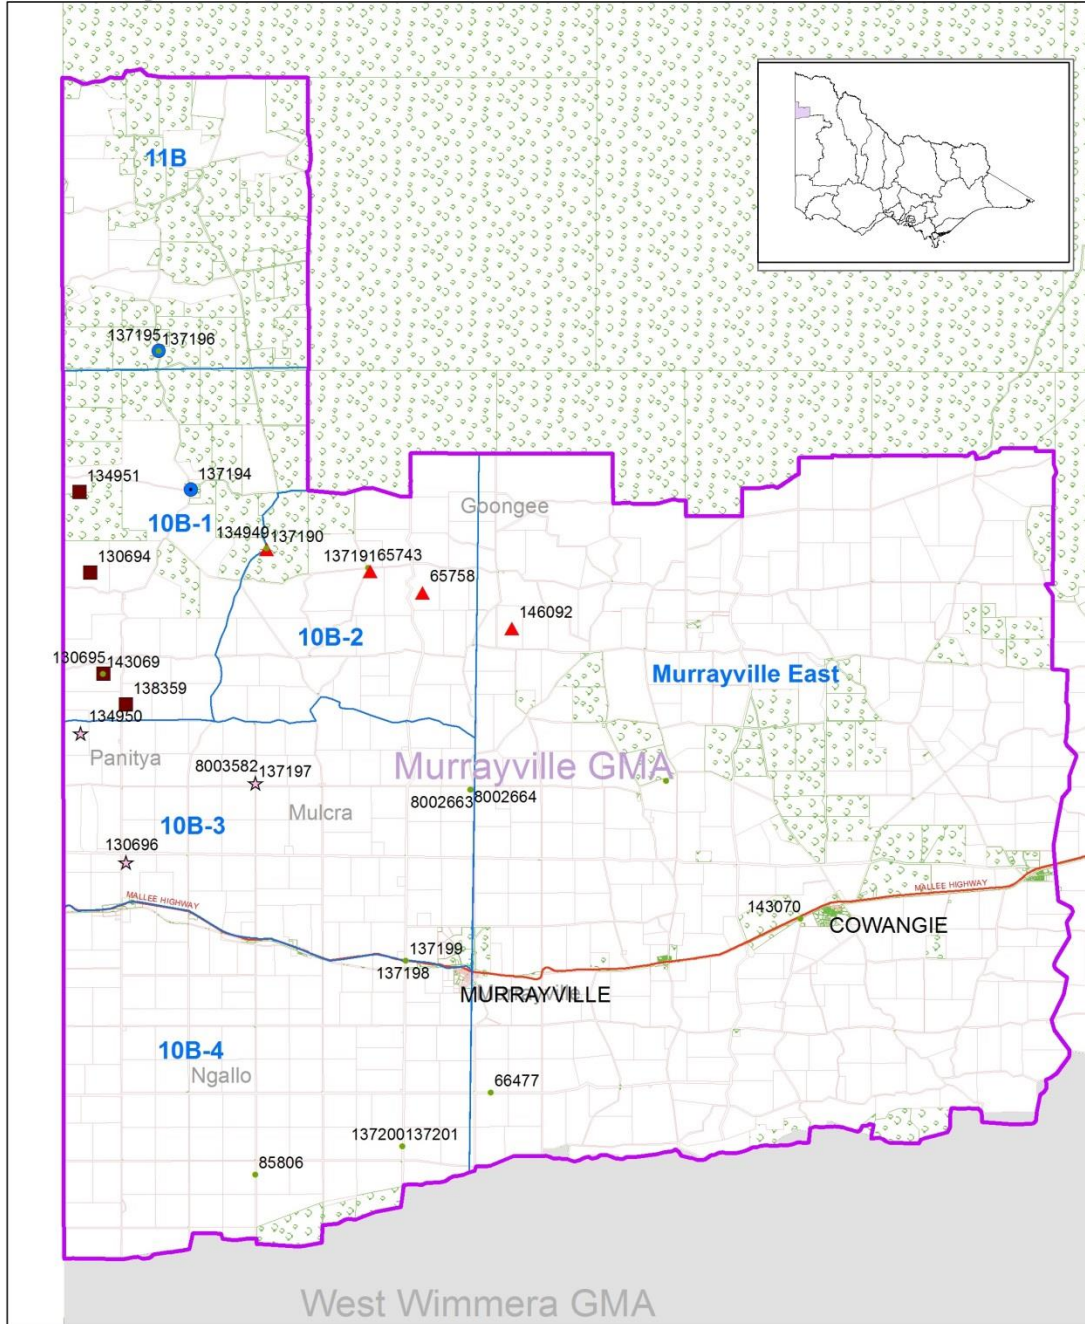 11B
137195 137196
134951
137194
10B-1
Goongee
134949 137190
130694
137191 65743
65758
146092
10B-2
130695 143069
Murrayville East
138359
134950
Panitya
8003582 137197
Murrayville GMA
8002663 8002664
Mulcra
10B-3
130696
MALLEE HIGHWAY
MALLEE HIGHWAY
143070
COWANGIE
137199
137198
MURRAYVILLE
Murrayville
10B-4
Ngallo
66477
137200 137201
85806
West Wimmera GMA